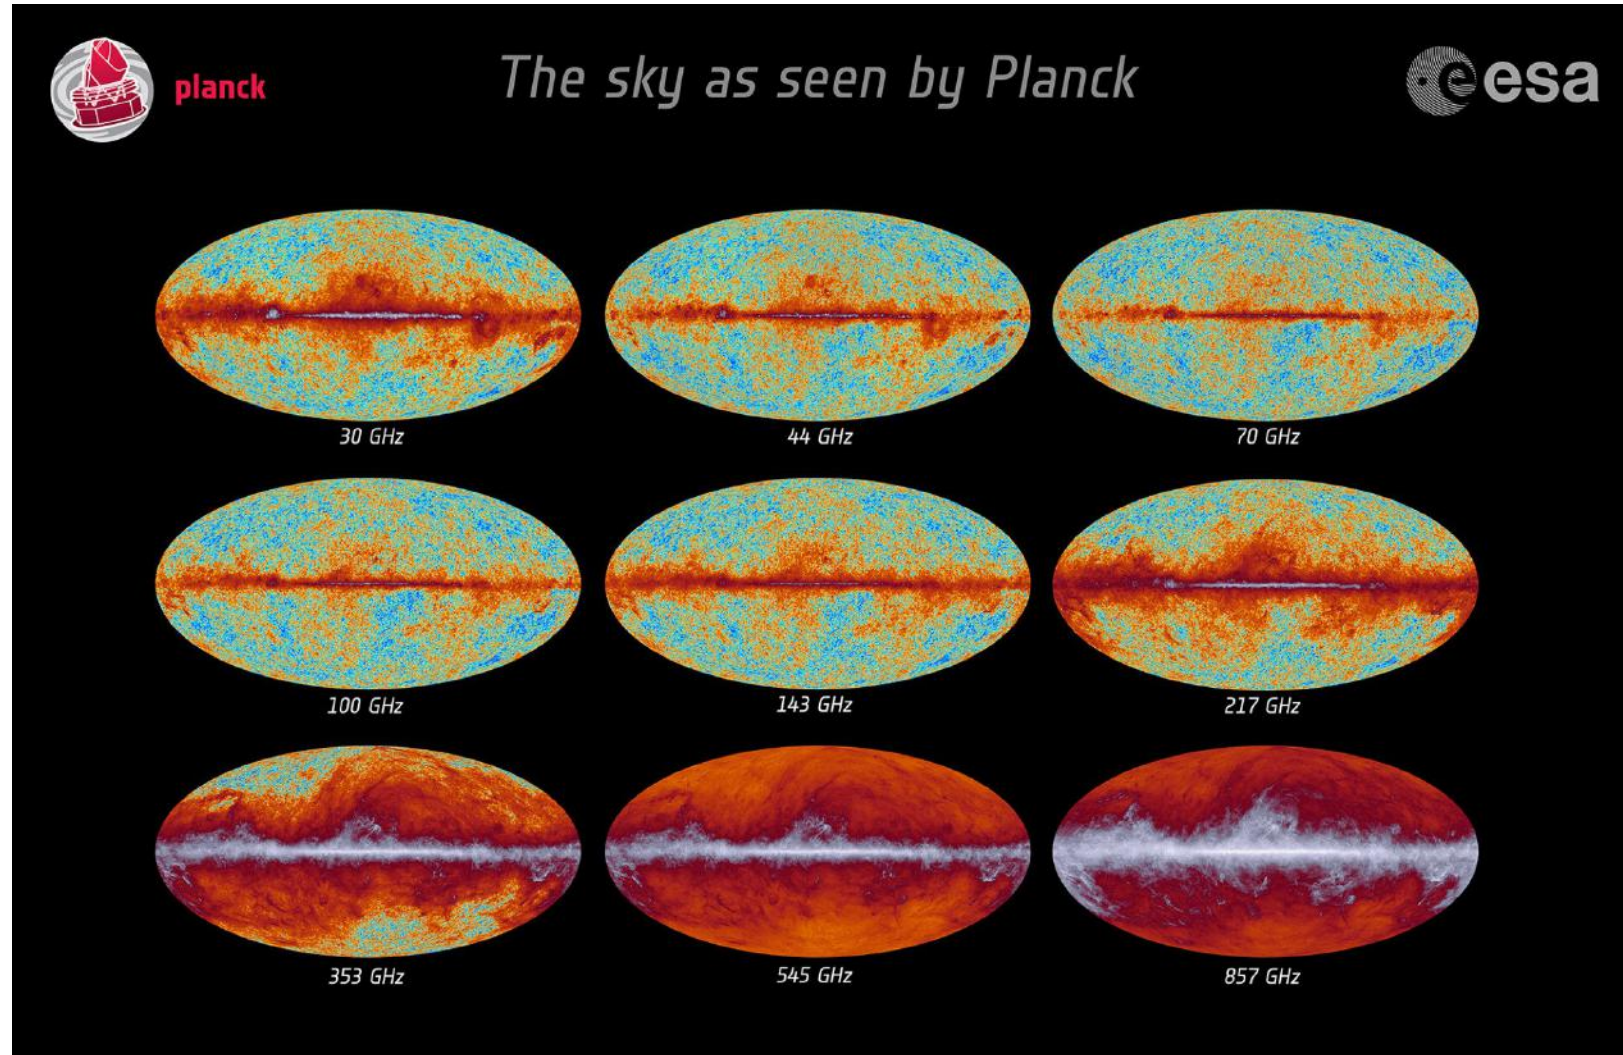 planck
The sky as seen by Planck
esa
30 GHz
44 GHz
70 GHz
100 GHz
143 GHz
217 GHz
353 GHz
545 GHz
857 GHz